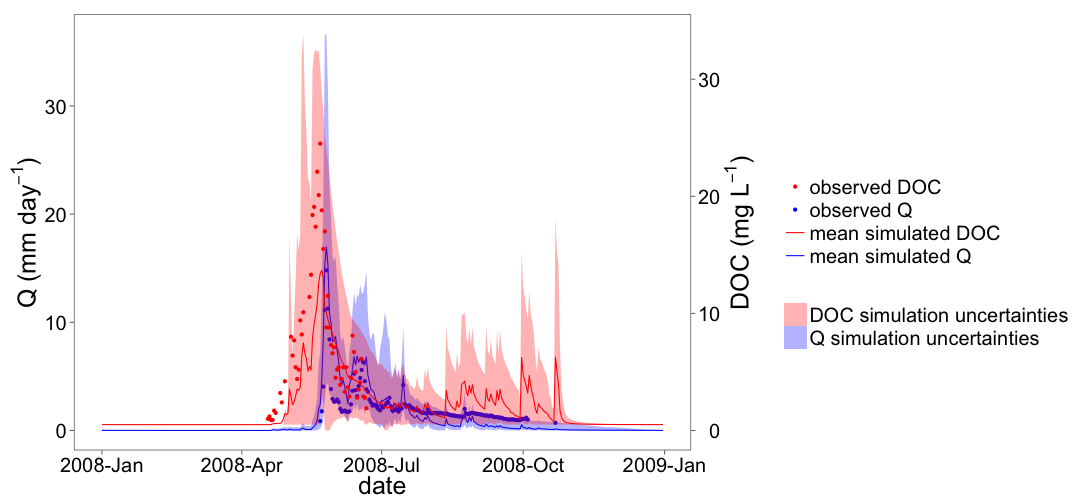 Q (mm day⁻¹)
30
20
10
0
DOC (mg L⁻¹)
30
20
10
0
2008-Jan 2008-Apr 2008-Jul 2008-Oct 2009-Jan
date
observed DOC
observed Q
mean simulated DOC
mean simulated Q
DOC simulation uncertainties
Q simulation uncertainties